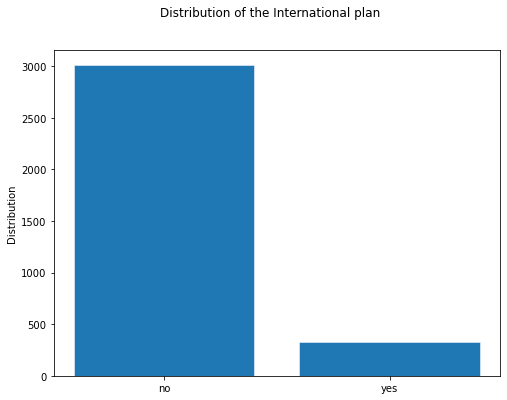 Distribution of the International plan
3000
2500
2000
1500
1000
500
0
Distribution
no yes